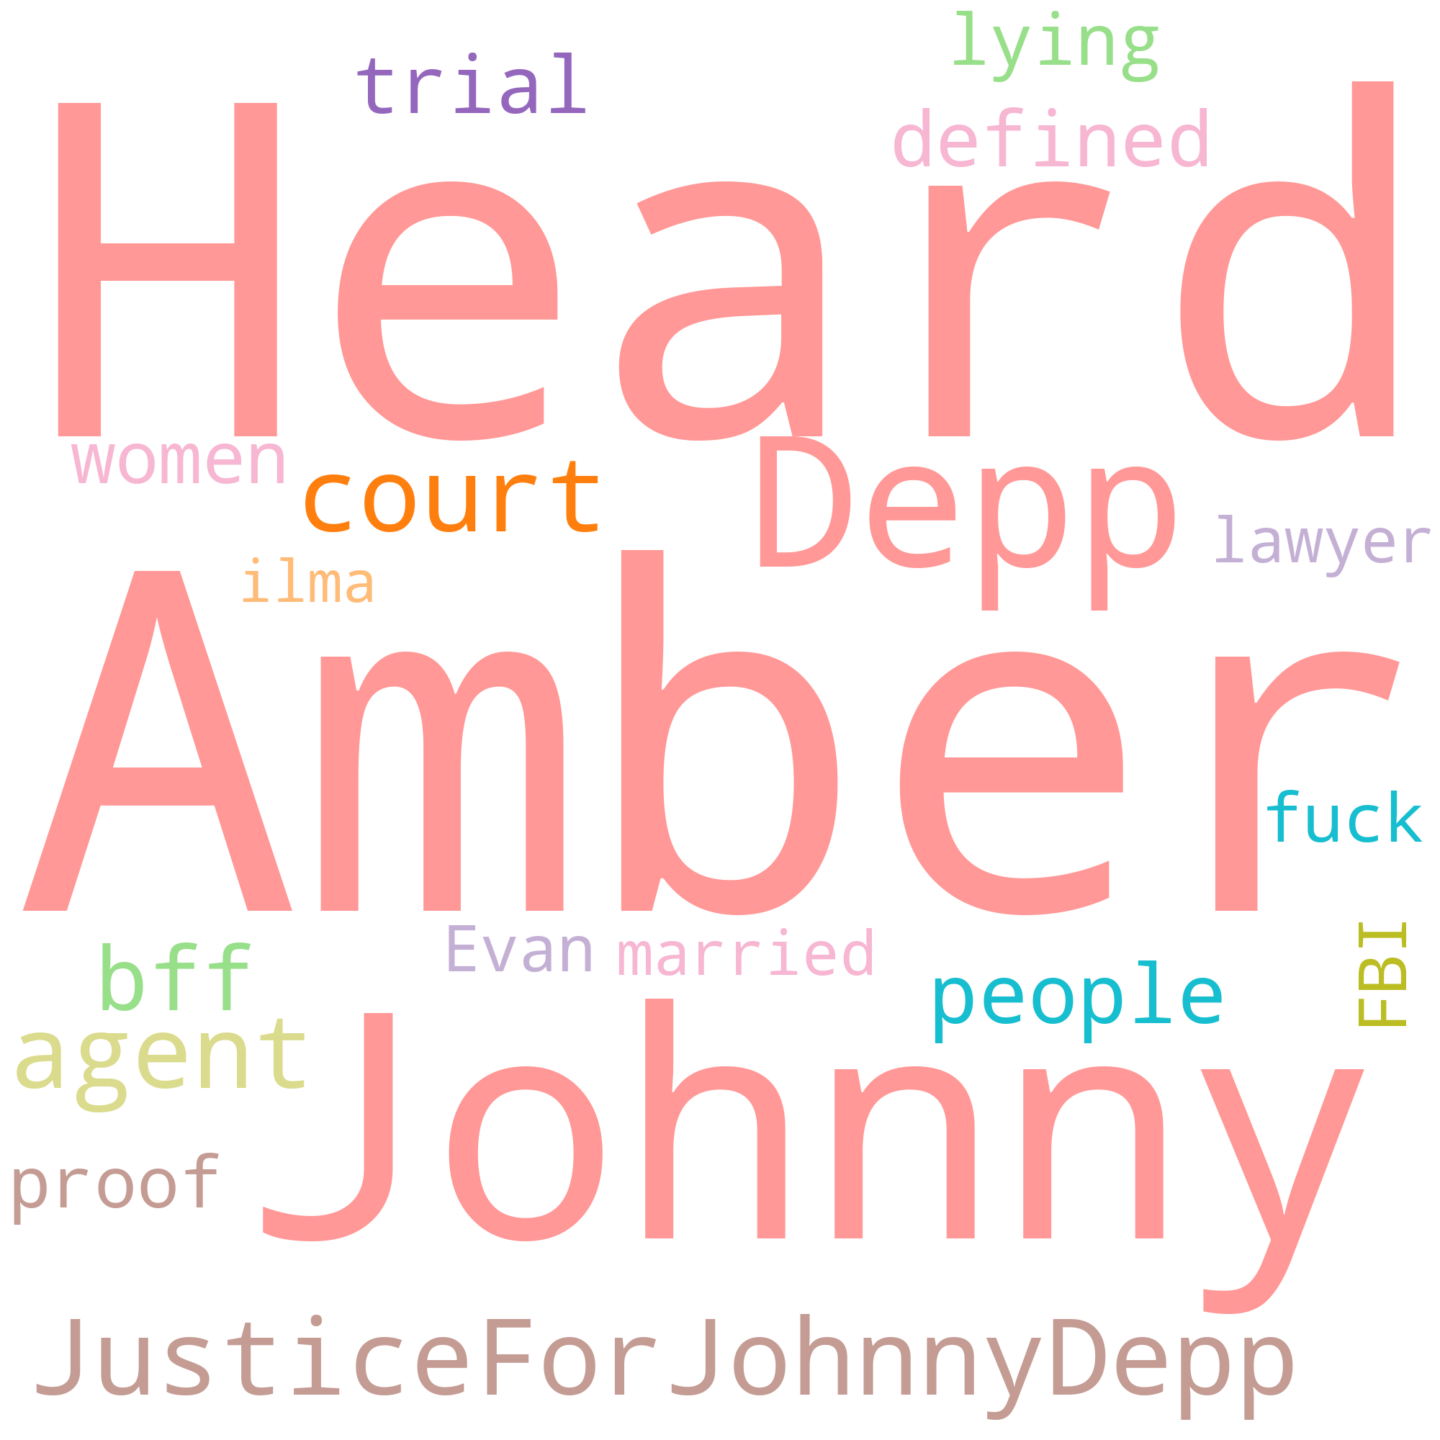 lying
trial
defined
Heard
women
court
Depp
lawyer
ilma
Amber
fuck
bff
Evan
married
people
FBI
agent
Johnny
proof
JusticeForJohnnyDepp